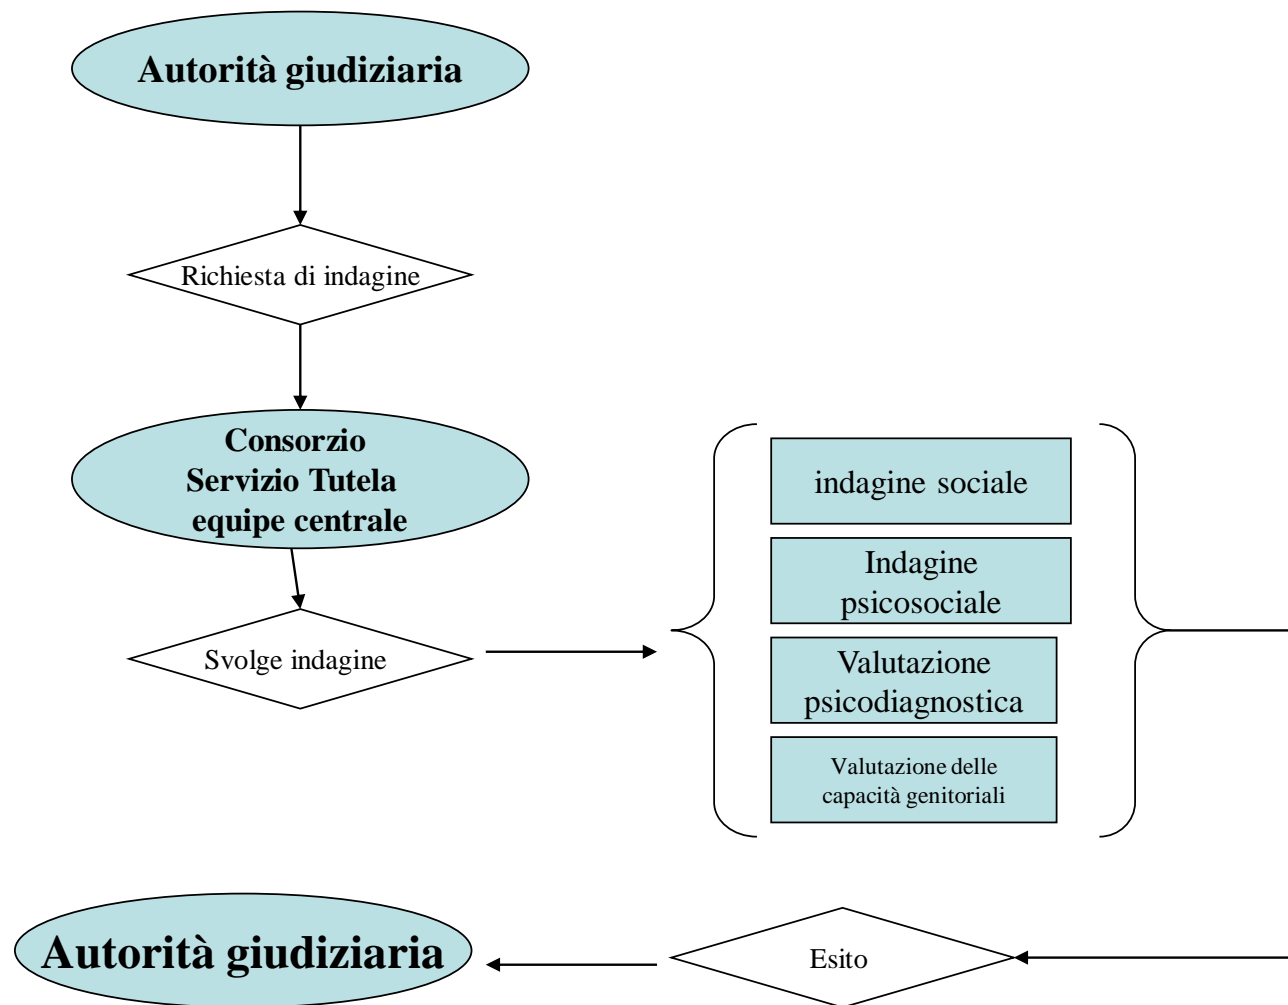 Autorità giudiziaria
Richiesta di indagine
Consorzio
Servizio Tutela
equipe centrale
Svolge indagine
indagine sociale
Indagine
psicosociale
Valutazione
psicodiagnostica
Valutazione delle
capacità genitoriali
Autorità giudiziaria
Esito